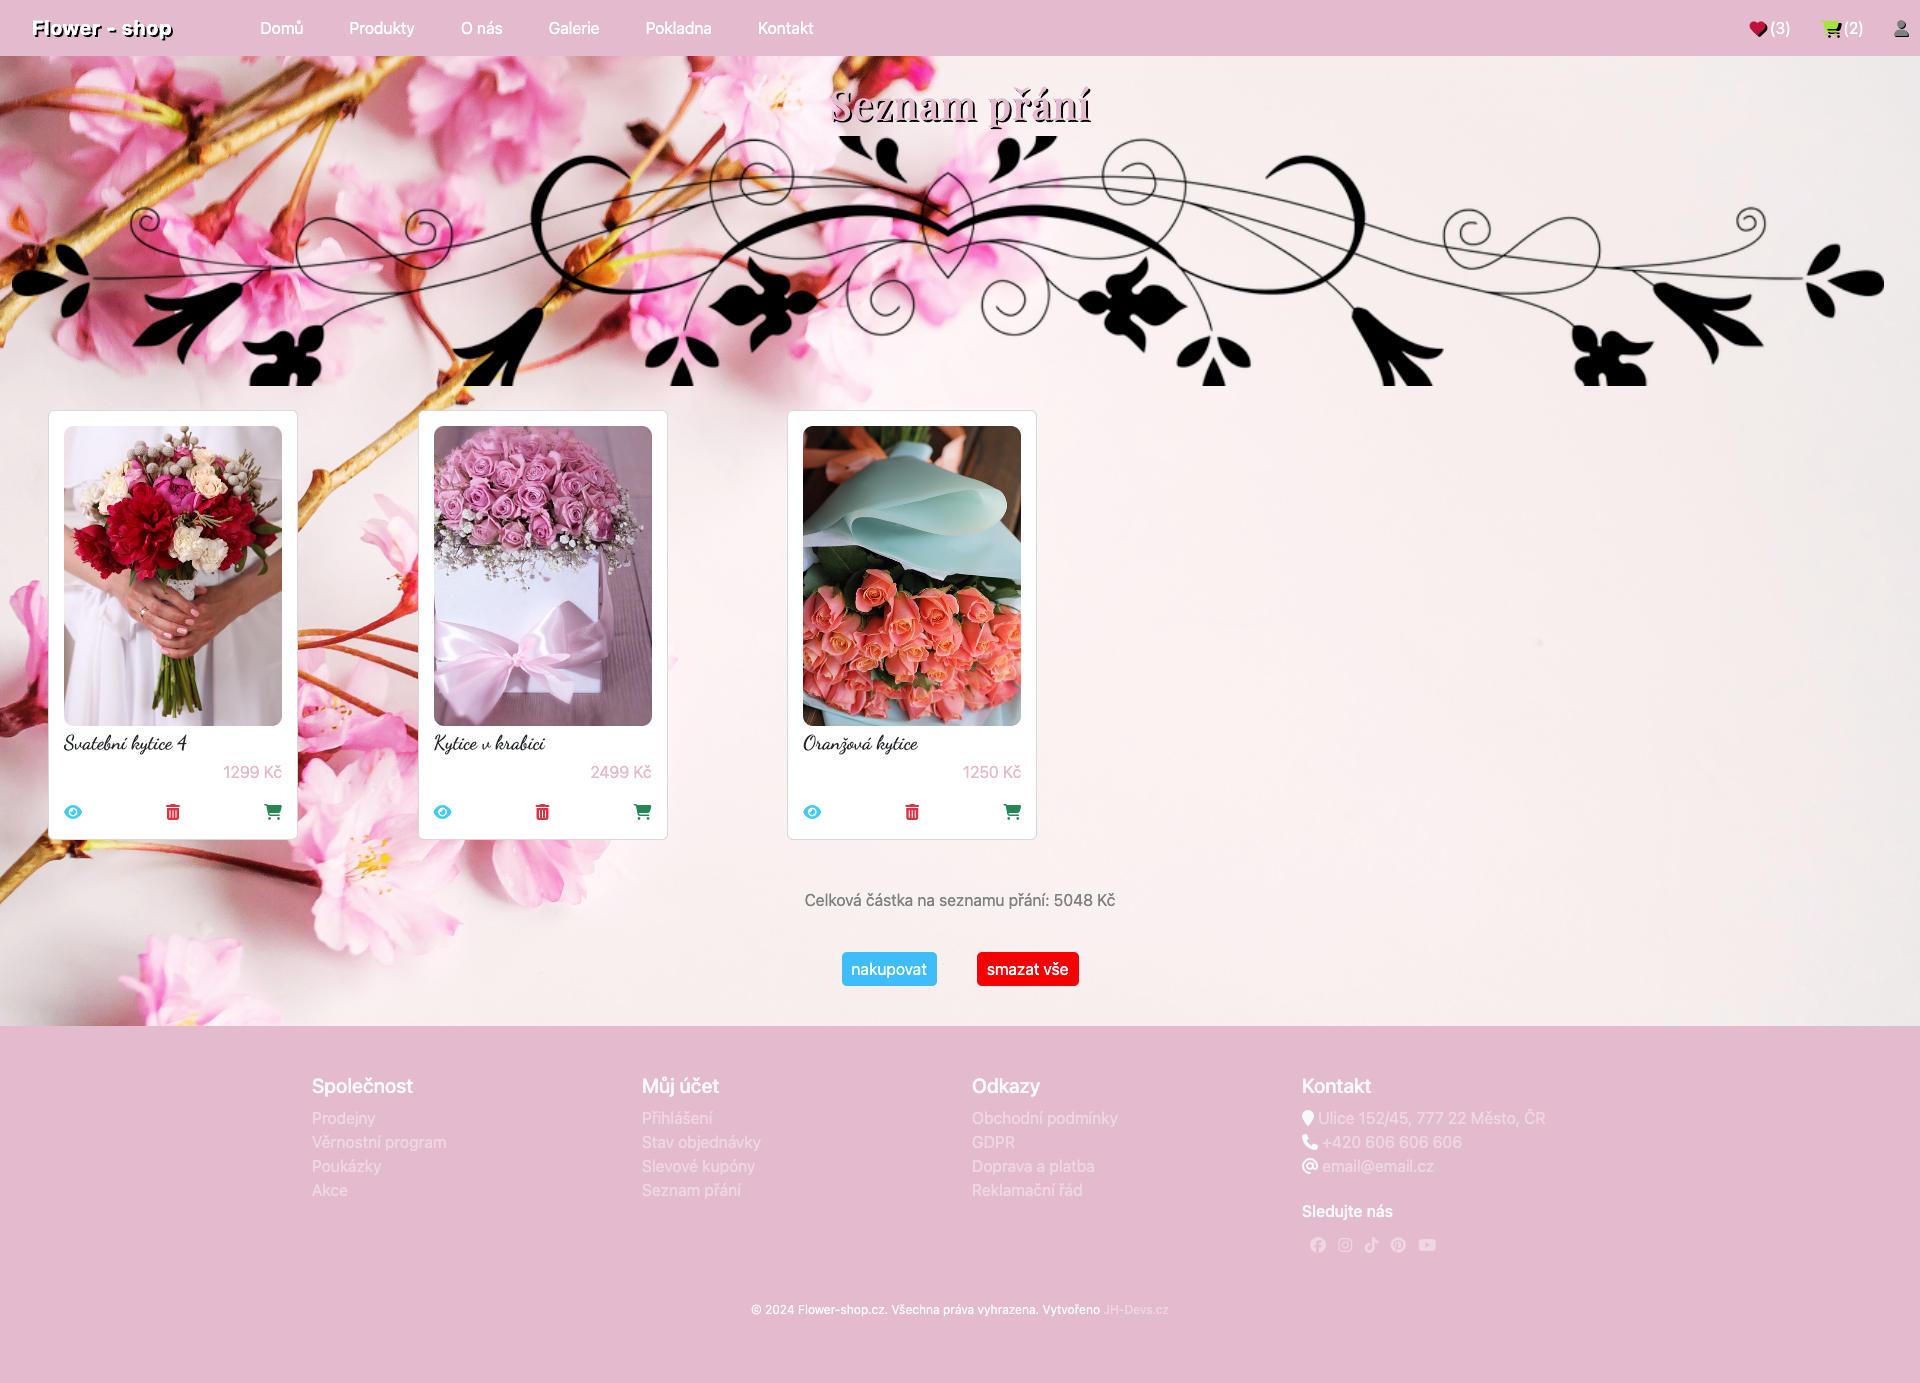 Flower - shop
Domů
Produkty
O nás
Galerie
Pokladna
Kontakt
(3)
(2)
Seznam přání
Svatební kytice 4
1299 Kč
Kytice v krabici
2499 Kč
Oranžová kytice
1250 Kč
Celková částka na seznamu přání: 5048 Kč
nakupovat
smazat vše
Společnost
Prodejny
Věrnostní program
Poukázky
Akce
Můj účet
Přihlášení
Stav objednávky
Slevové kupóny
Seznam přání
Odkazy
Obchodní podmínky
GDPR
Doprava a platba
Reklamační řád
Kontakt
Ulice 152/45, 777 22 Město, ČR
+420 606 606 606
email@email.cz
Sledujte nás
© 2024 Flower-shop.cz. Všechna práva vyhrazena. Vytvořeno JH-Devs.cz